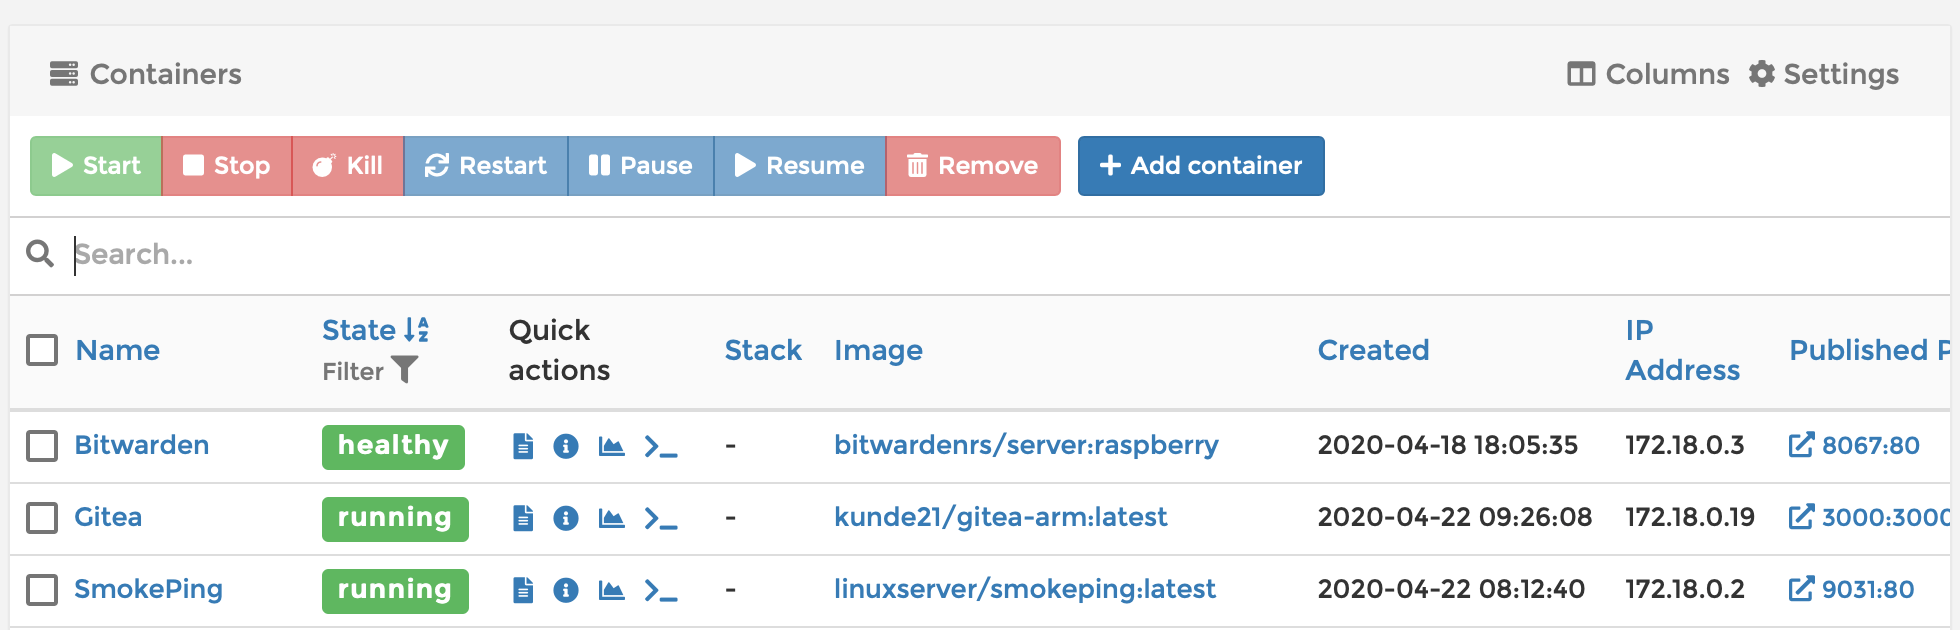 Containers Columns Settings
Start Stop Kill Restart Pause Resume Remove Add container
Search...
Name State Filter Quick actions Stack Image Created IP Address Published P
Bitwarden healthy - bitwardenrs/server:raspberry 2020-04-18 18:05:35 172.18.0.3 8067:80
Gitea running - kunde21/gitea-arm:latest 2020-04-22 09:26:08 172.18.0.19 3000:3000
SmokePing running - linuxserver/smokeping:latest 2020-04-22 08:12:40 172.18.0.2 9031:80